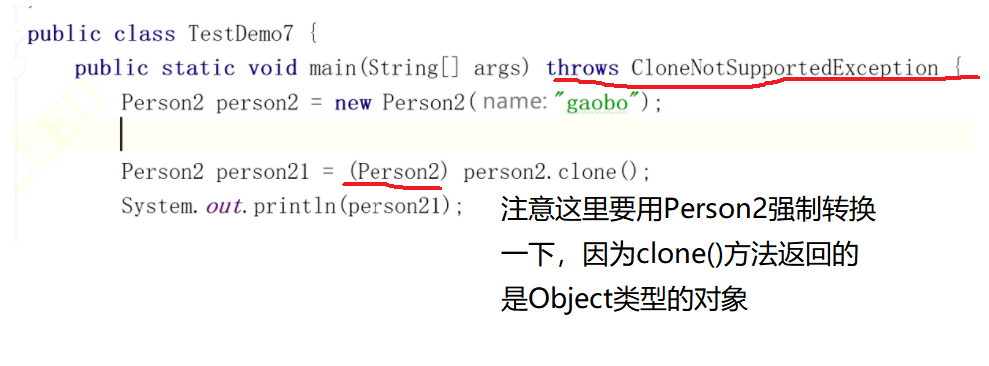 public class TestDemo7 {
public static void main(String[] args) throws CloneNotSupportedException {
Person2 person2 = new Person2( name: "gaobo");
Person2 person21 = (Person2) person2.clone();
System.out.println(person21);
注意这里要用Person2强制转换
一下，因为clone()方法返回的
是Object类型的对象